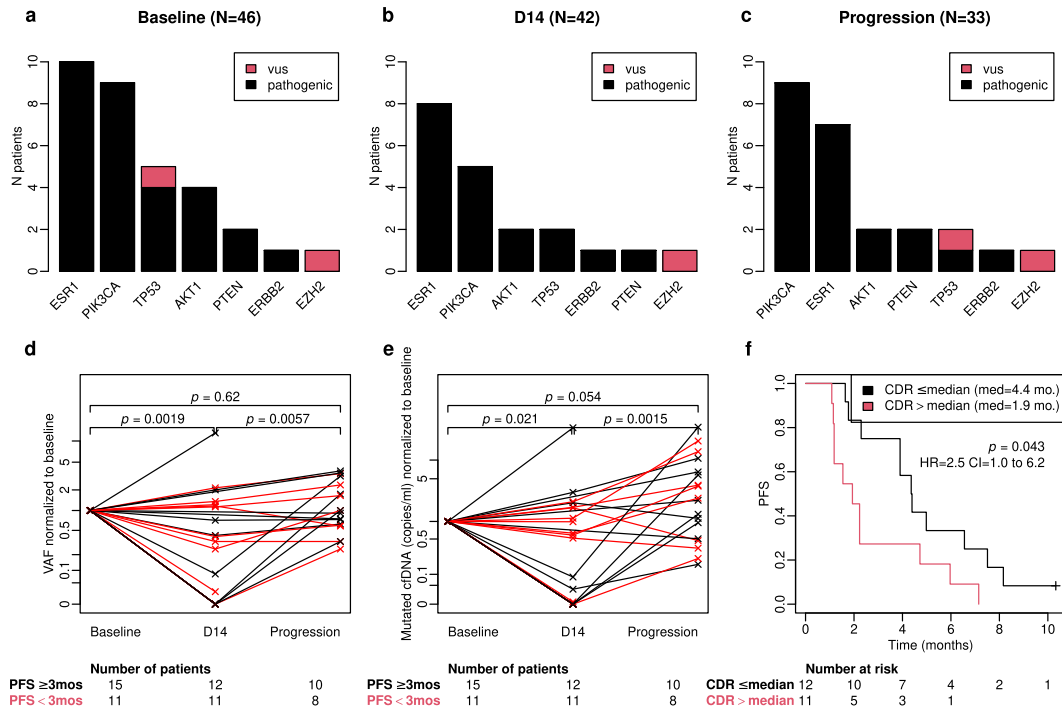 a
Baseline (N=46)
N patients
0
2
4
6
8
10
vus
pathogenic
ESR1
PIK3CA
TP53
AKT1
PTEN
ERBB2
EZH2
b
D14 (N=42)
N patients
0
2
4
6
8
10
vus
pathogenic
ESR1
PIK3CA
AKT1
TP53
ERBB2
PTEN
EZH2
c
Progression (N=33)
N patients
0
2
4
6
8
10
vus
pathogenic
PIK3CA
ESR1
AKT1
PTEN
TP53
ERBB2
EZH2
d
VAF normalized to baseline
0
0.1
0.5
1
2
5
p = 0.62
p = 0.0019
p = 0.0057
Baseline
D14
Progression
Number of patients
PFS ≥3mos 15 12 10
PFS < 3mos 11 11 8
e
Mutated cfDNA (copies/ml) normalized to baseline
0
0.1
0.5
1
5
p = 0.054
p = 0.021
p = 0.0015
Baseline
D14
Progression
Number of patients
PFS ≥3mos 15 12 10
PFS < 3mos 11 11 8
f
PFS
0.0
0.2
0.4
0.6
0.8
1.0
CDR ≤median (med=4.4 mo.)
CDR > median (med=1.9 mo.)
p = 0.043
HR=2.5 CI=1.0 to 6.2
0
2
4
6
8
10
Time (months)
Number at risk
CDR ≤median 12 10 7 4 2 1
CDR > median 11 5 3 1